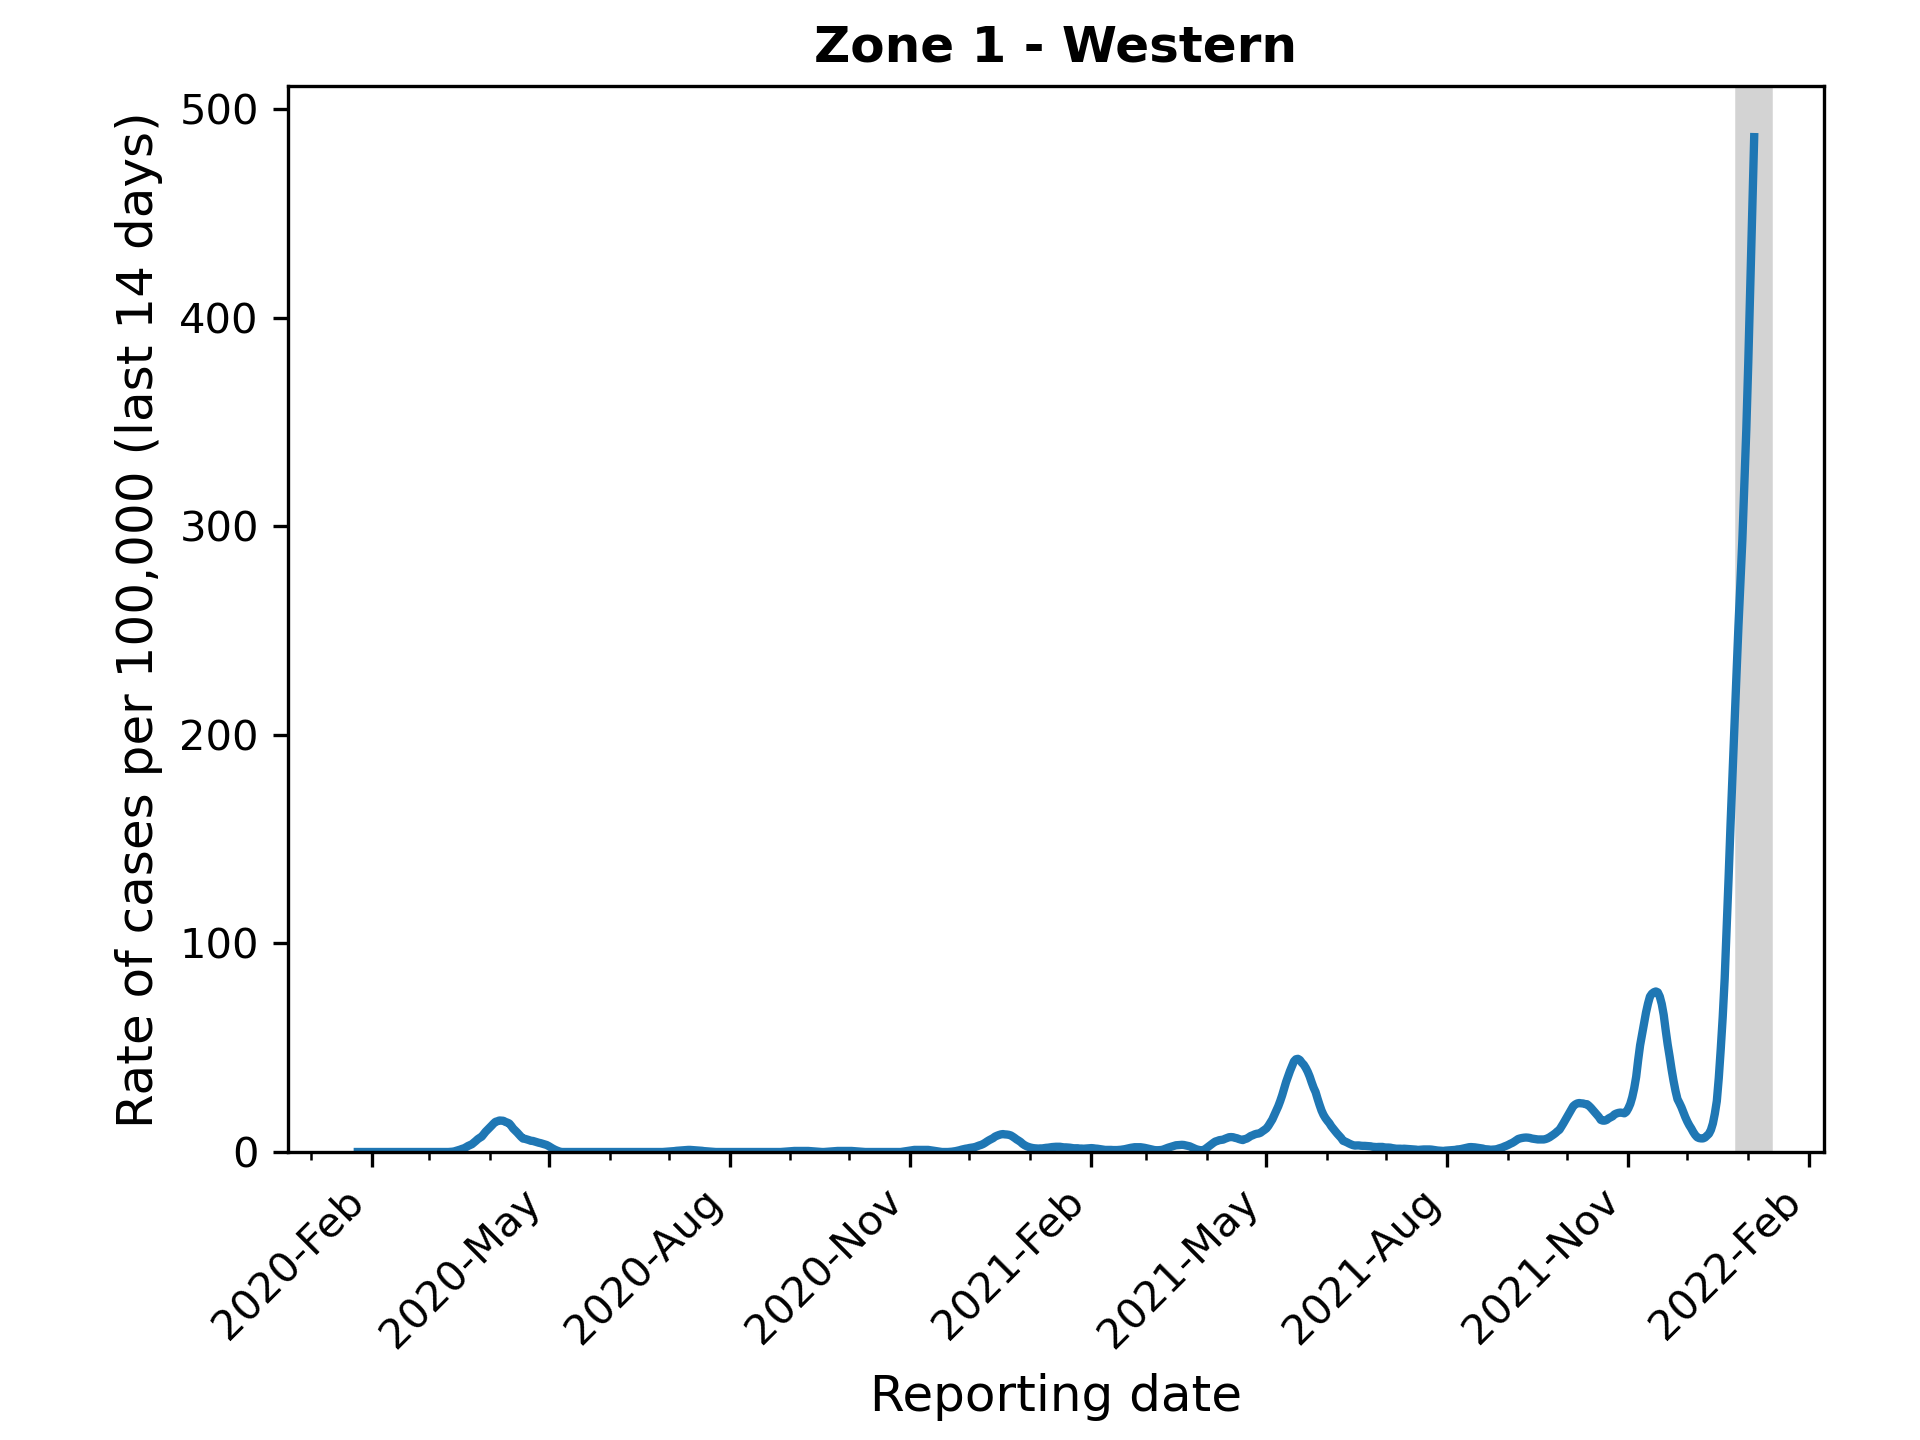 Zone 1 - Western
Rate of cases per 100,000 (last 14 days)
500
400
300
200
100
0
2020-Feb
2020-May
2020-Aug
2020-Nov
2021-Feb
2021-May
2021-Aug
2021-Nov
2022-Feb
Reporting date